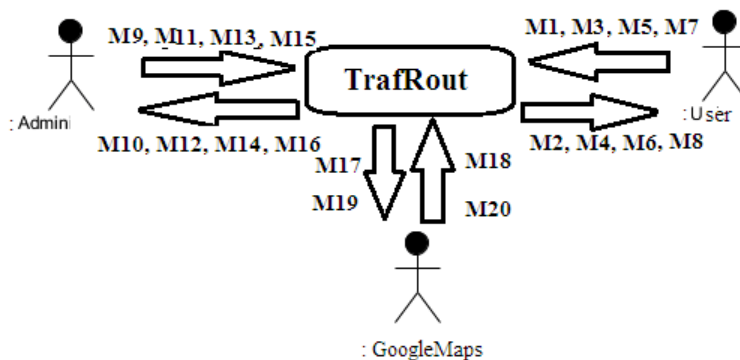 M9, M11, M13, M15
M1, M3, M5, M7
TrafRout
: Admini
: User
M10, M12, M14, M16
M2, M4, M6, M8
M17
M18
M19
M20
: GoogleMaps